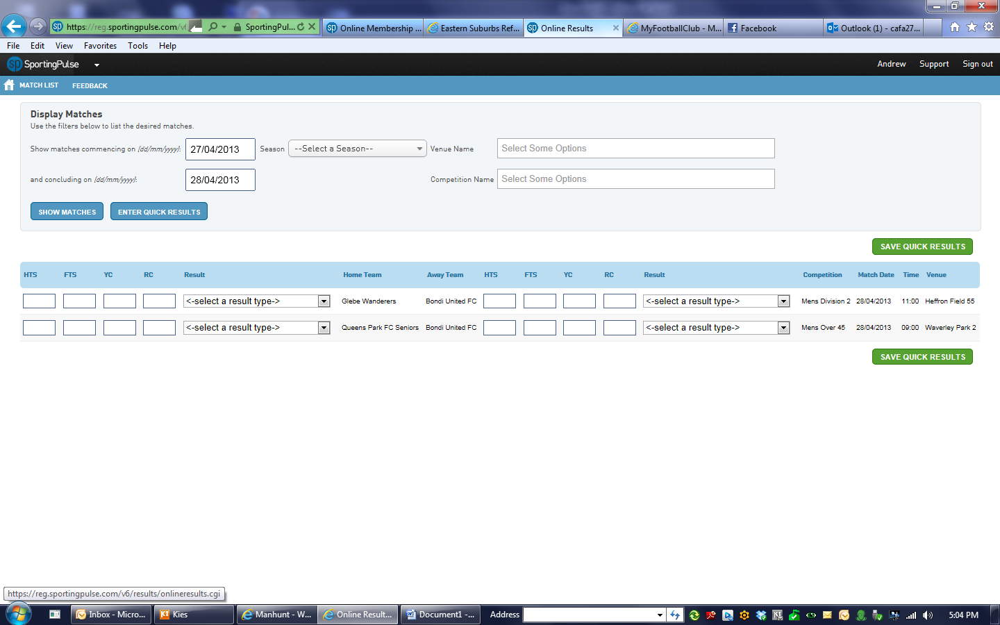 https://reg.sportingpulse.com/v6
SportingPul...
Online Membership ...
Eastern Suburbs Ref...
Online Results
MyFootballClub - M...
Facebook
Outlook (1) - cafa27...
File Edit View Favorites Tools Help
sp SportingPulse
Andrew Support Sign out
MATCH LIST FEEDBACK
Display Matches
Use the filters below to list the desired matches.
Show matches commencing on (dd/mm/yyyy): 27/04/2013 Season --Select a Season-- Venue Name Select Some Options
and concluding on (dd/mm/yyyy): 28/04/2013 Competition Name Select Some Options
SHOW MATCHES ENTER QUICK RESULTS
SAVE QUICK RESULTS
HTS FTS YC RC Result Home Team Away Team HTS FTS YC RC Result Competition Match Date Time Venue
<-select a result type-> Glebe Wanderers Bondi United FC <-select a result type-> Mens Division 2 28/04/2013 11:00 Heffron Field 55
<-select a result type-> Queens Park FC Seniors Bondi United FC <-select a result type-> Mens Over 45 28/04/2013 09:00 Waverley Park 2
SAVE QUICK RESULTS
https://reg.sportingpulse.com/v6/results/onlineresults.cgi
Inbox - Micro... Kies Manhunt - W... Online Result... Document1 -... Address 5:04 PM